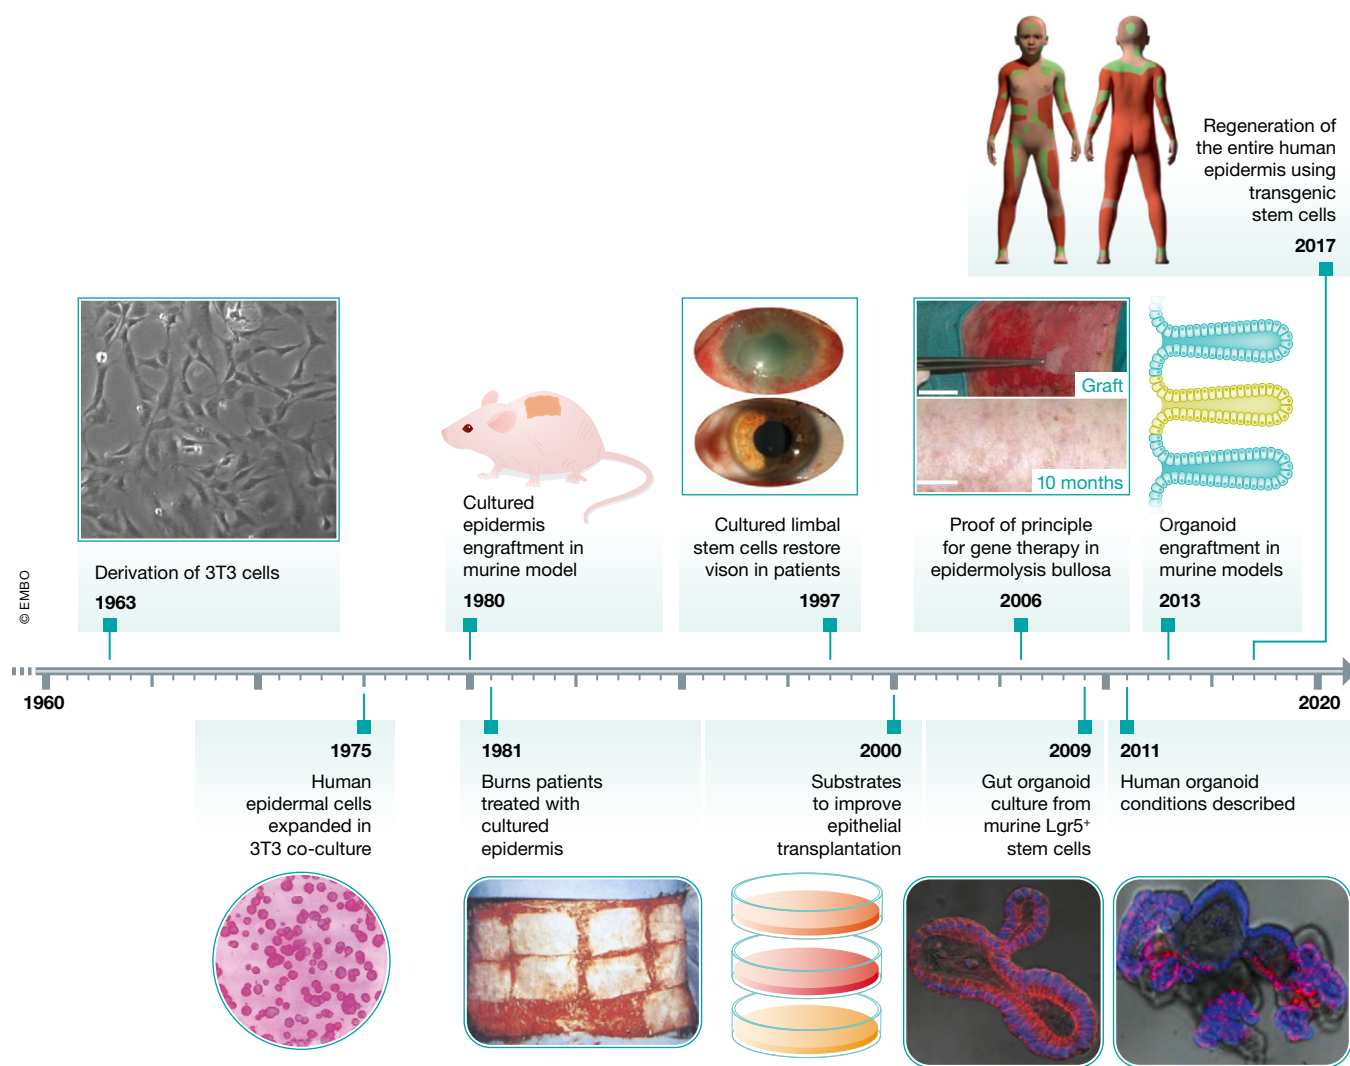 Regeneration of
the entire human
epidermis using
transgenic
stem cells
2017
Graft
10 months
Derivation of 3T3 cells
1963
Cultured
epidermis
engraftment in
murine model
1980
Cultured limbal
stem cells restore
vison in patients
1997
Proof of principle
for gene therapy in
epidermolysis bullosa
2006
Organoid
engraftment in
murine models
2013
© EMBO
1960
2020
1975
Human
epidermal cells
expanded in
3T3 co-culture
1981
Burns patients
treated with
cultured
epidermis
2000
Substrates
to improve
epithelial
transplantation
2009
Gut organoid
culture from
murine Lgr5⁺
stem cells
2011
Human organoid
conditions described